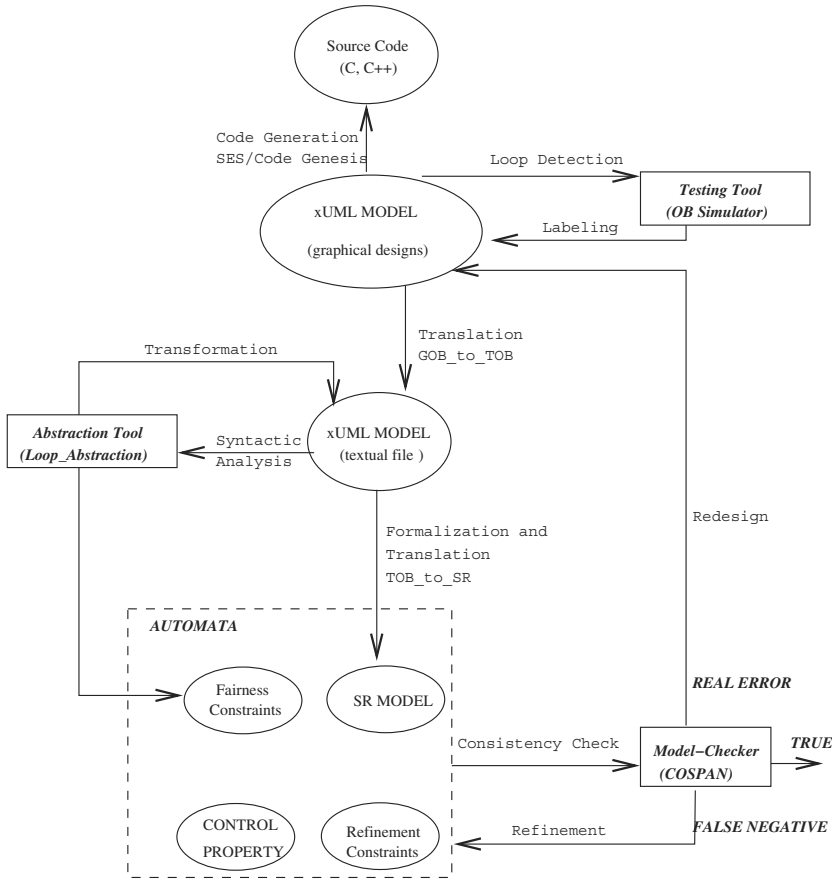 Source Code
(C, C++)
Code Generation
SES/Code Genesis
Loop Detection
Testing Tool
(OB Simulator)
xUML MODEL
(graphical designs)
Labeling
Translation
GOB_to_TOB
Transformation
Abstraction Tool
(Loop_Abstraction)
Syntactic
Analysis
xUML MODEL
(textual file )
Redesign
Formalization and
Translation
TOB_to_SR
AUTOMATA
Fairness
Constraints
SR MODEL
REAL ERROR
Consistency Check
Model-Checker
(COSPAN)
TRUE
CONTROL
PROPERTY
Refinement
Constraints
Refinement
FALSE NEGATIVE